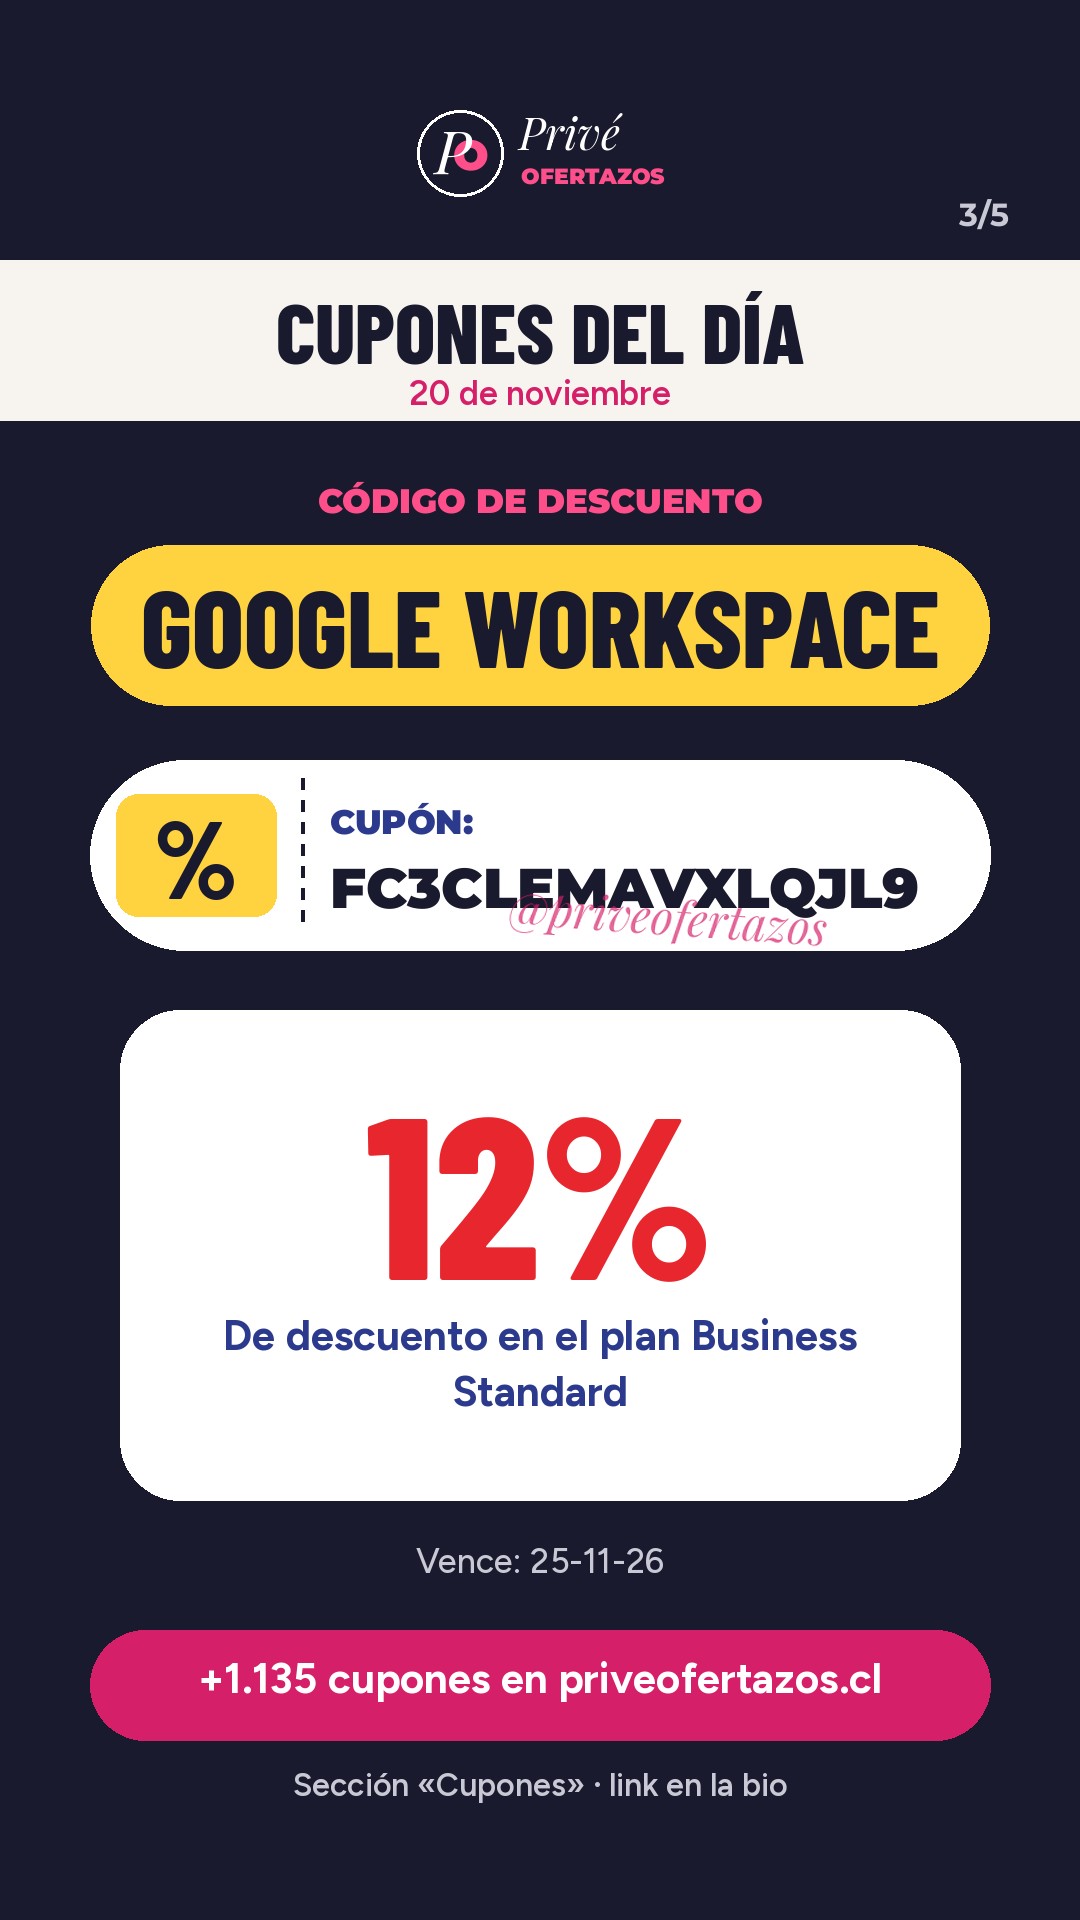 Po
Privé
OFERTAZOS
3/5
CUPONES DEL DÍA
20 de noviembre
CÓDIGO DE DESCUENTO
GOOGLE WORKSPACE
%
CUPÓN:
FC3CLEMAVXLQJL9
@priveofertazos
12%
De descuento en el plan Business
Standard
Vence: 25-11-26
+1.135 cupones en priveofertazos.cl
Sección «Cupones» · link en la bio